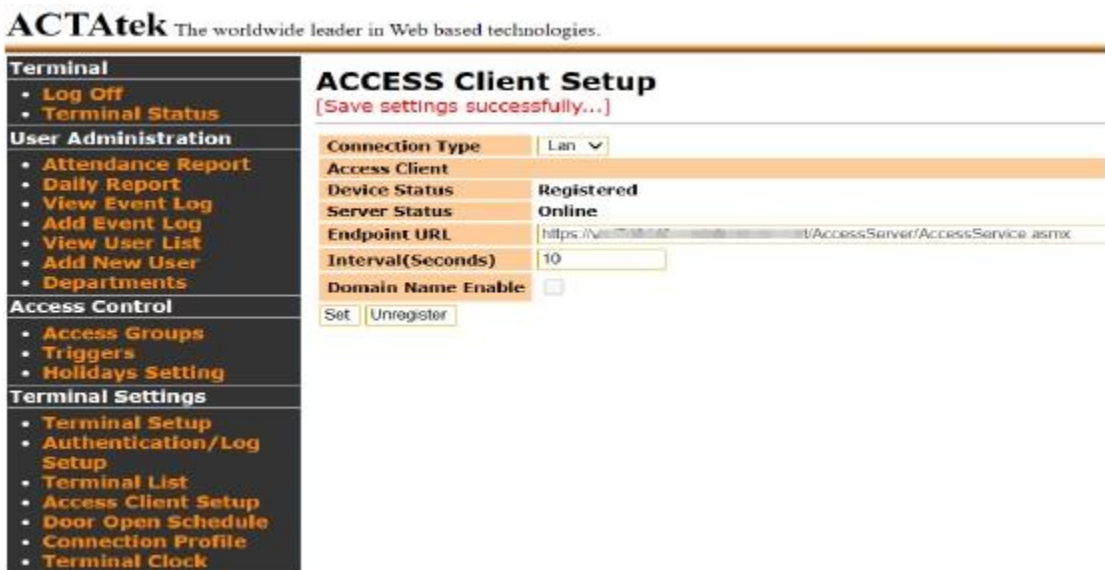 ACTAtek The worldwide leader in Web based technologies.
Terminal
Log Off
Terminal Status
User Administration
Attendance Report
Daily Report
View Event Log
Add Event Log
View User List
Add New User
Departments
Access Control
Access Groups
Triggers
Holidays Setting
Terminal Settings
Terminal Setup
Authentication/Log
Setup
Terminal List
Access Client Setup
Door Open Schedule
Connection Profile
Terminal Clock
ACCESS Client Setup
[Save settings successfully...]
Connection Type Lan
Access Client
Device Status Registered
Server Status Online
Endpoint URL https://t/AccessServer/AccessService.asmx
Interval(Seconds) 10
Domain Name Enable
Set Unregister